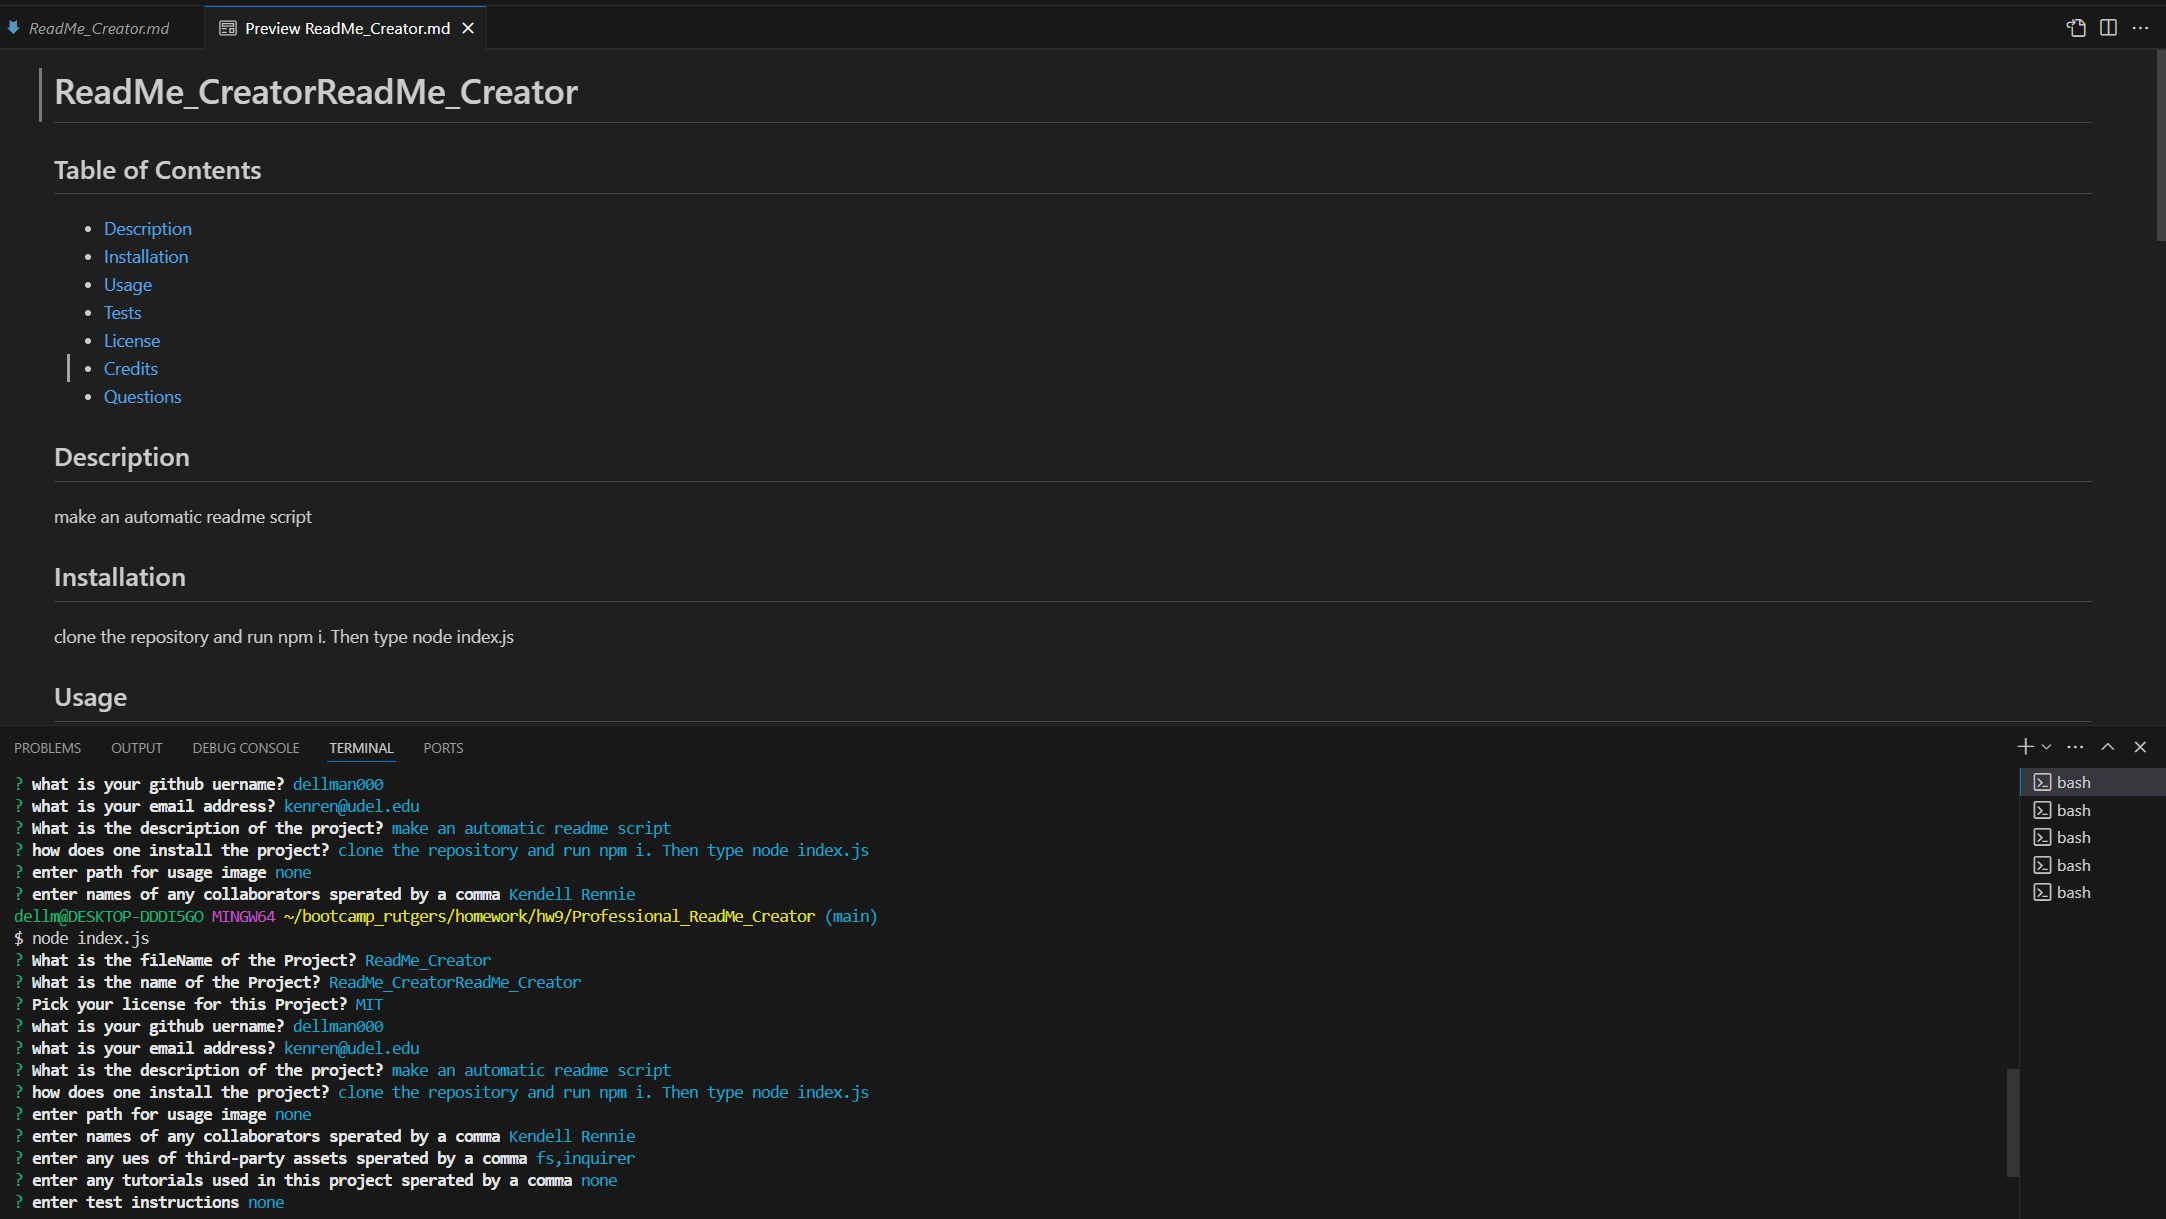 ReadMe_Creator.md
Preview ReadMe_Creator.md
ReadMe_CreatorReadMe_Creator
Table of Contents
Description
Installation
Usage
Tests
License
Credits
Questions
Description
make an automatic readme script
Installation
clone the repository and run npm i. Then type node index.js
Usage
PROBLEMS OUTPUT DEBUG CONSOLE TERMINAL PORTS
? what is your github uername? dellman000
? what is your email address? kenren@udel.edu
? What is the description of the project? make an automatic readme script
? how does one install the project? clone the repository and run npm i. Then type node index.js
? enter path for usage image none
? enter names of any collaborators sperated by a comma Kendell Rennie
dellm@DESKTOP-DDDI5GO MINGW64 ~/bootcamp_rutgers/homework/hw9/Professional_ReadMe_Creator (main)
$ node index.js
? What is the fileName of the Project? ReadMe_Creator
? What is the name of the Project? ReadMe_CreatorReadMe_Creator
? Pick your license for this Project? MIT
? what is your github uername? dellman000
? what is your email address? kenren@udel.edu
? What is the description of the project? make an automatic readme script
? how does one install the project? clone the repository and run npm i. Then type node index.js
? enter path for usage image none
? enter names of any collaborators sperated by a comma Kendell Rennie
? enter any ues of third-party assets sperated by a comma fs,inquirer
? enter any tutorials used in this project sperated by a comma none
? enter test instructions none
bash
bash
bash
bash
bash